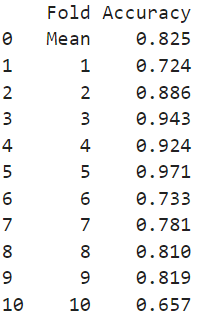 Fold Accuracy
0 Mean 0.825
1 1 0.724
2 2 0.886
3 3 0.943
4 4 0.924
5 5 0.971
6 6 0.733
7 7 0.781
8 8 0.810
9 9 0.819
10 10 0.657